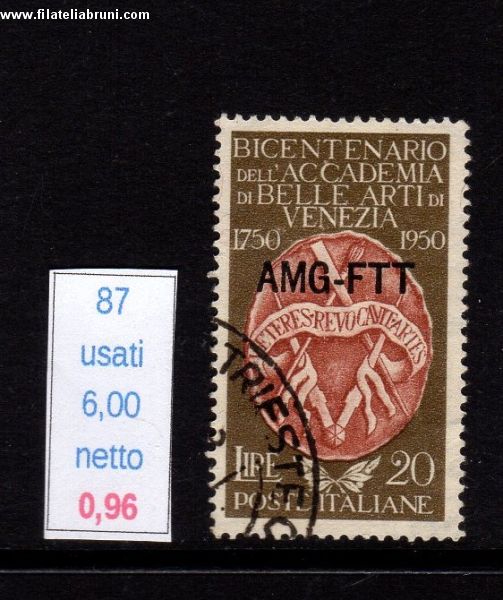 www.filateliabruni.com
87
usati
6,00
netto
0,96
BICENTENARIO
DELL'ACCADEMIA
DI BELLE ARTI DI
VENEZIA
1750 1950
AMG-FTT
VETERES·REVOCAVIT·ARTES
TRIESTE
LIRE 20
POSTE ITALIANE